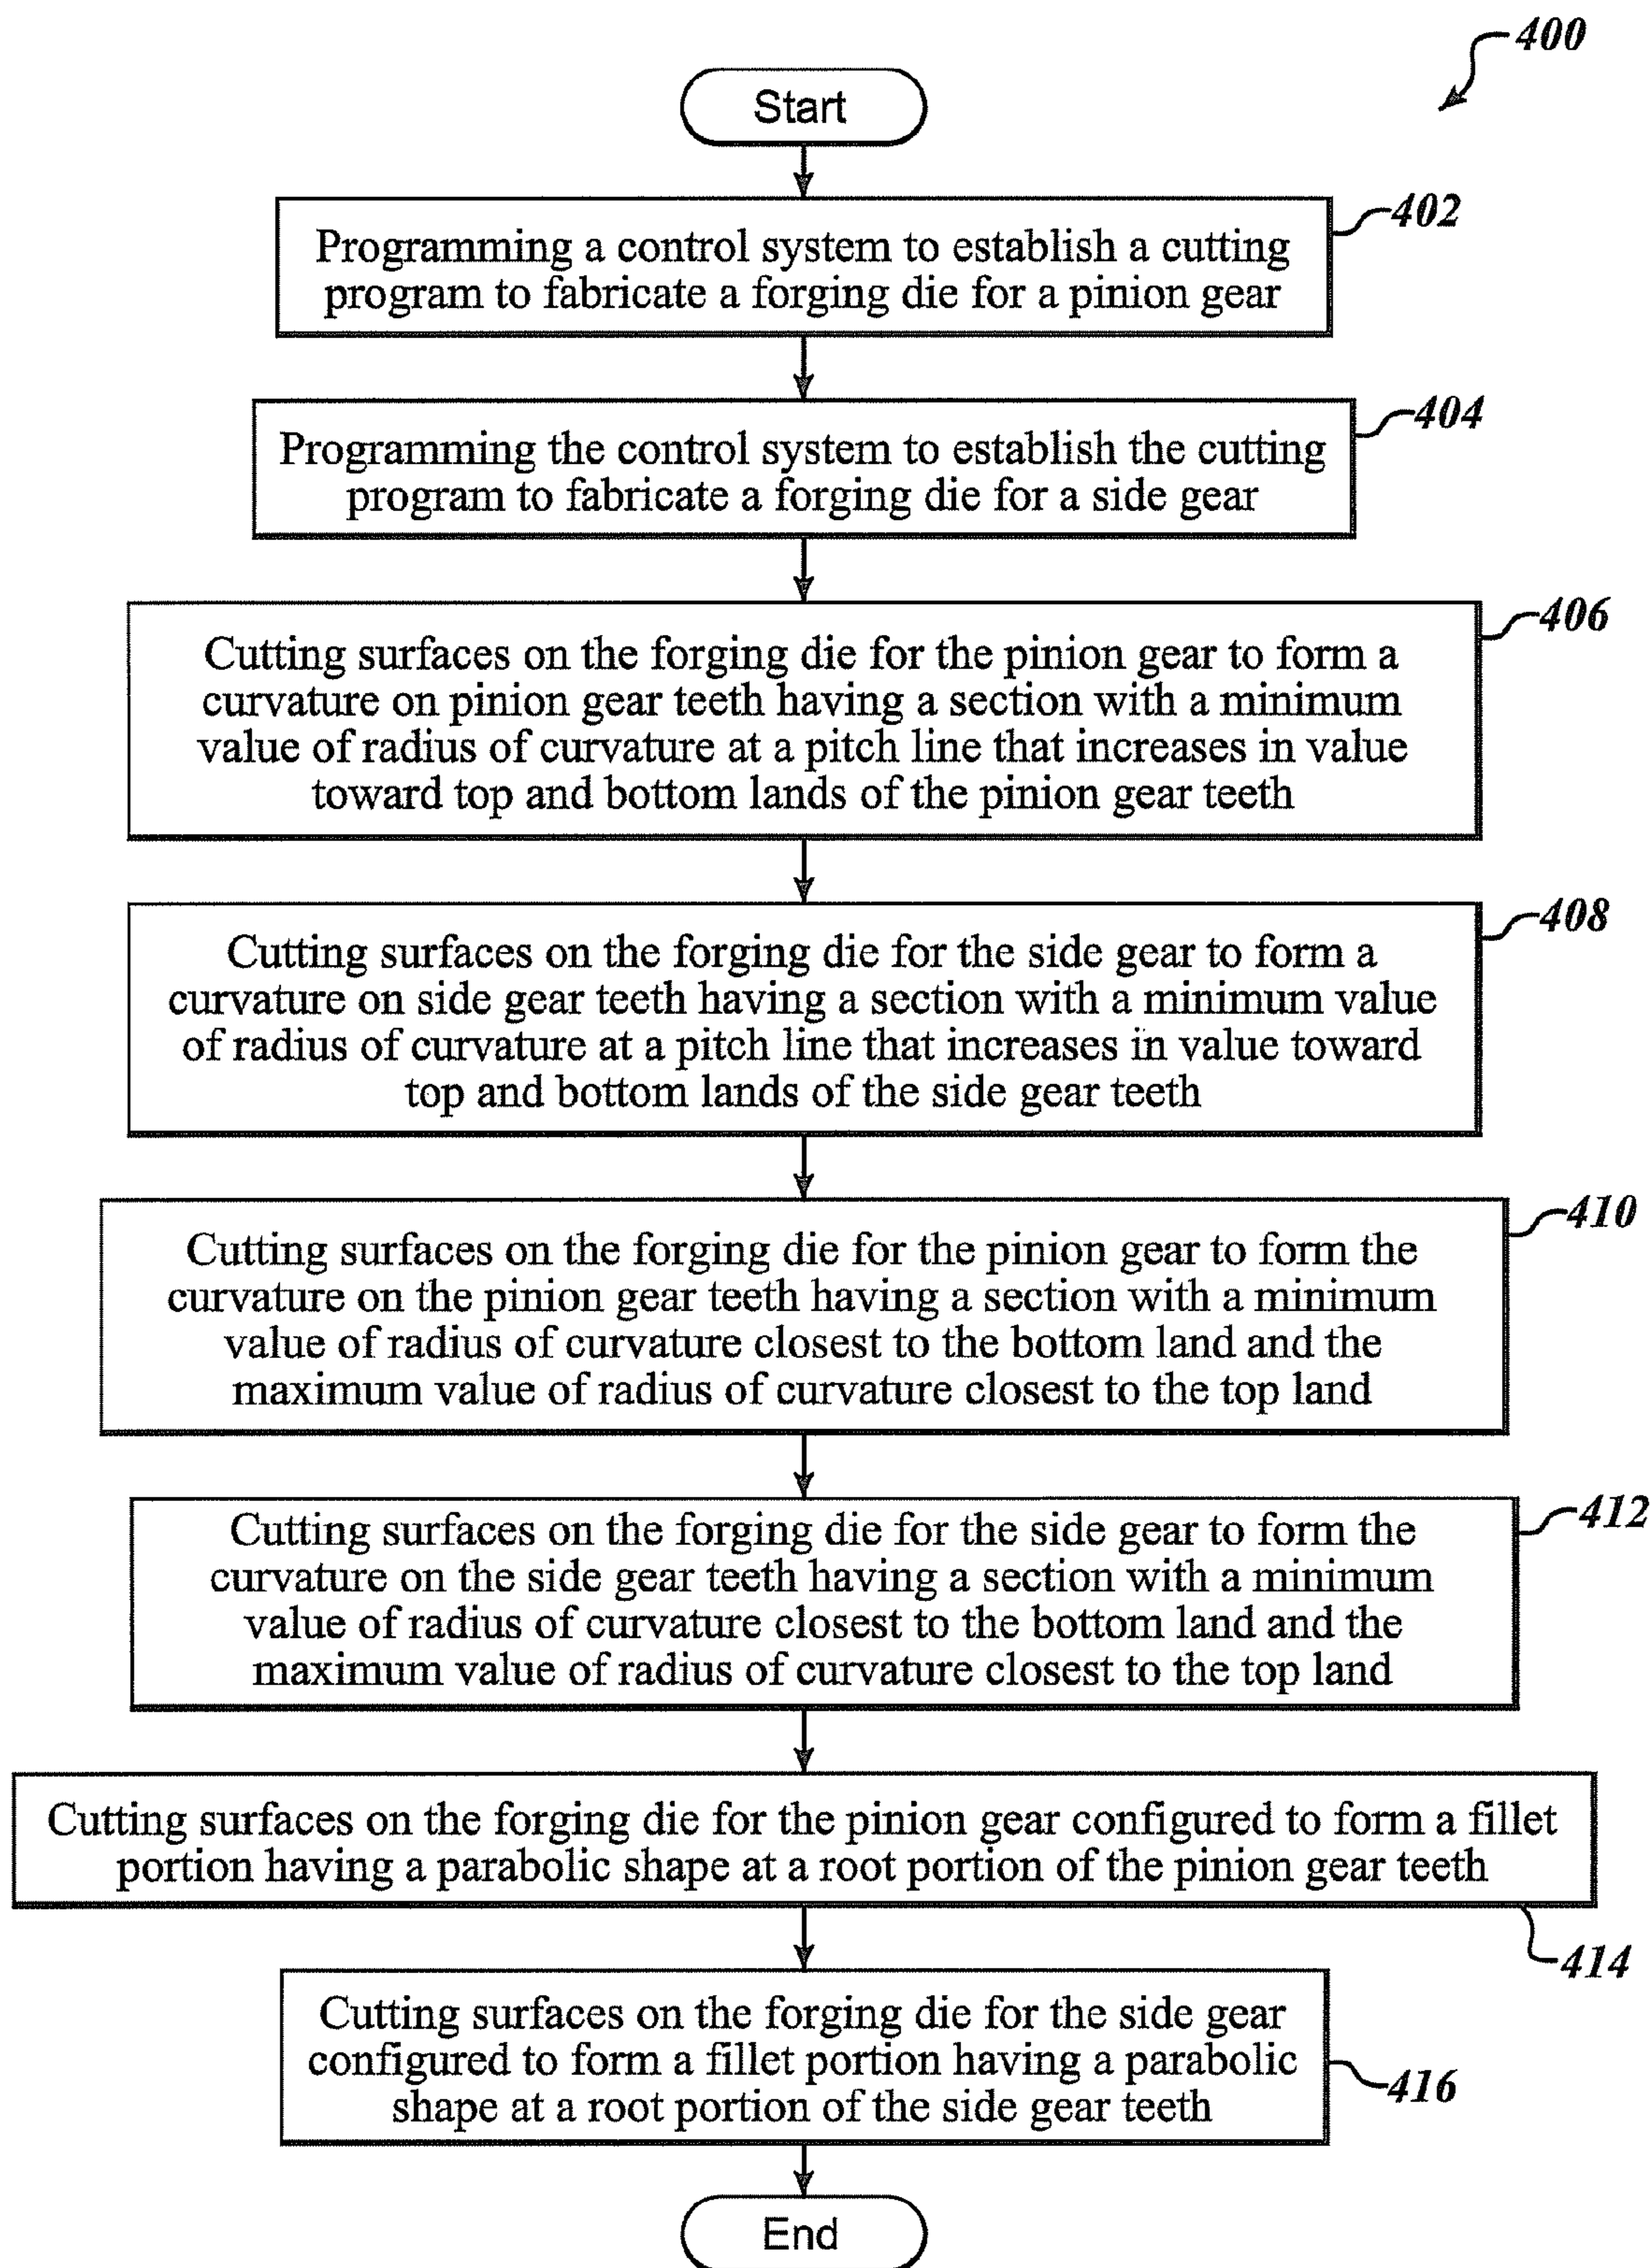 400
Start
402
Programming a control system to establish a cutting
program to fabricate a forging die for a pinion gear
404
Programming the control system to establish the cutting
program to fabricate a forging die for a side gear
406
Cutting surfaces on the forging die for the pinion gear to form a
curvature on pinion gear teeth having a section with a minimum
value of radius of curvature at a pitch line that increases in value
toward top and bottom lands of the pinion gear teeth
408
Cutting surfaces on the forging die for the side gear to form a
curvature on side gear teeth having a section with a minimum value
of radius of curvature at a pitch line that increases in value toward
top and bottom lands of the side gear teeth
410
Cutting surfaces on the forging die for the pinion gear to form the
curvature on the pinion gear teeth having a section with a minimum
value of radius of curvature closest to the bottom land and the
maximum value of radius of curvature closest to the top land
412
Cutting surfaces on the forging die for the side gear to form the
curvature on the side gear teeth having a section with a minimum
value of radius of curvature closest to the bottom land and the
maximum value of radius of curvature closest to the top land
Cutting surfaces on the forging die for the pinion gear configured to form a fillet
portion having a parabolic shape at a root portion of the pinion gear teeth
414
Cutting surfaces on the forging die for the side gear
configured to form a fillet portion having a parabolic
shape at a root portion of the side gear teeth
416
End